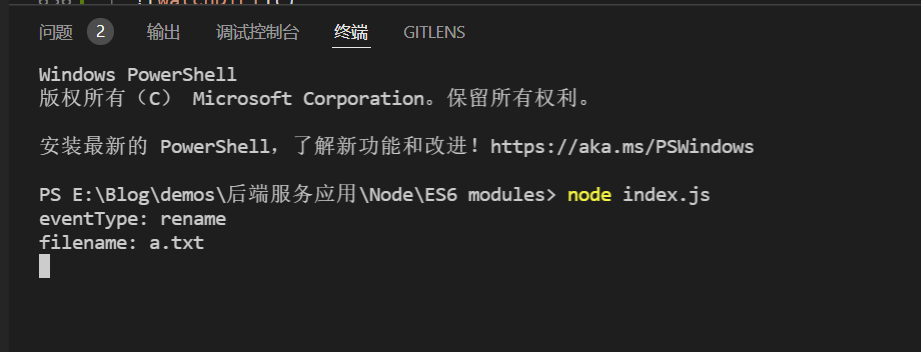 问题 2 输出 调试控制台 终端 GITLENS
Windows PowerShell
版权所有（C） Microsoft Corporation。保留所有权利。
安装最新的 PowerShell，了解新功能和改进！https://aka.ms/PSWindows
PS E:\Blog\demos\后端服务应用\Node\ES6 modules> node index.js
eventType: rename
filename: a.txt